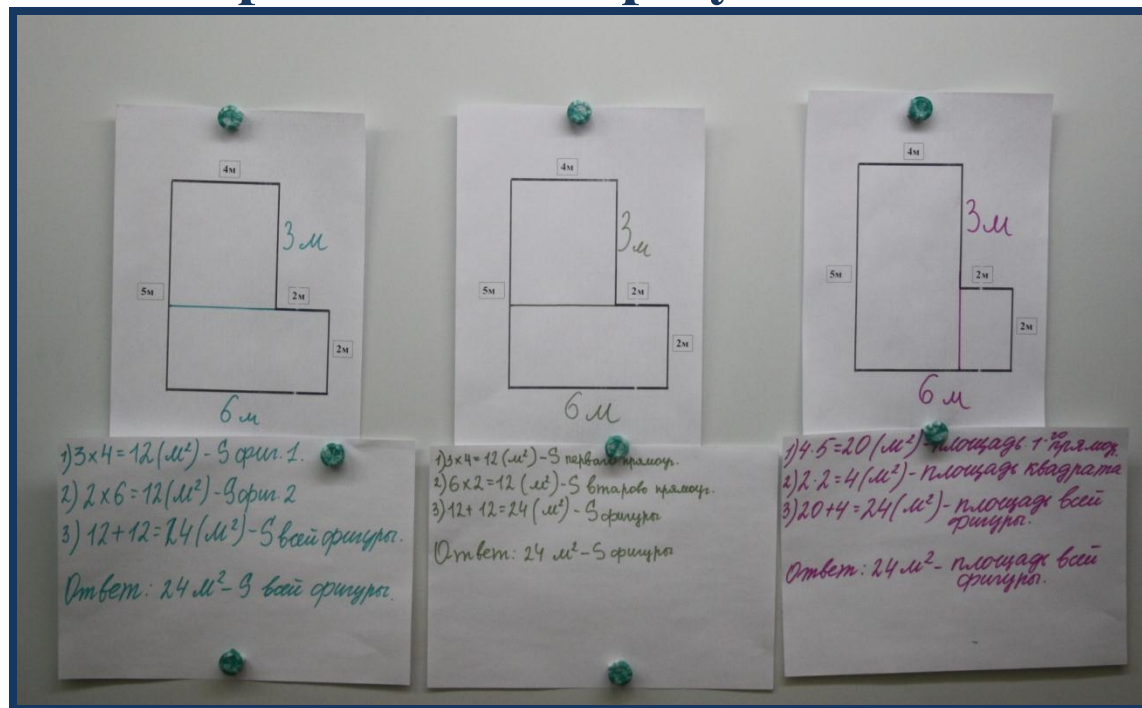 4м
3м
5м
2м
2м
6м
1) 3×4=12(м²)-S фиг.1.
2) 2×6=12(м²)-S фиг.2
3) 12+12=24(м²)-S всей фигуры.
Ответ: 24 м²-S всей фигуры.
4м
3м
5м
2м
2м
6м
1) 3×4=12(м²)-S первого прямоуг.
2) 6×2=12(м²)-S втарово прямоуг.
3) 12+12=24(м²)-S фигуры
Ответ: 24 м²-S фигуры
4м
3м
5м
2м
2м
6м
1) 4·5=20(м²)-площадь 1-го прямоу.
2) 2·2=4(м²)-площадь квадрата
3) 20+4=24(м²)-площадь всей
фигуры.
Ответ: 24 м²- площадь всей
фигуры.